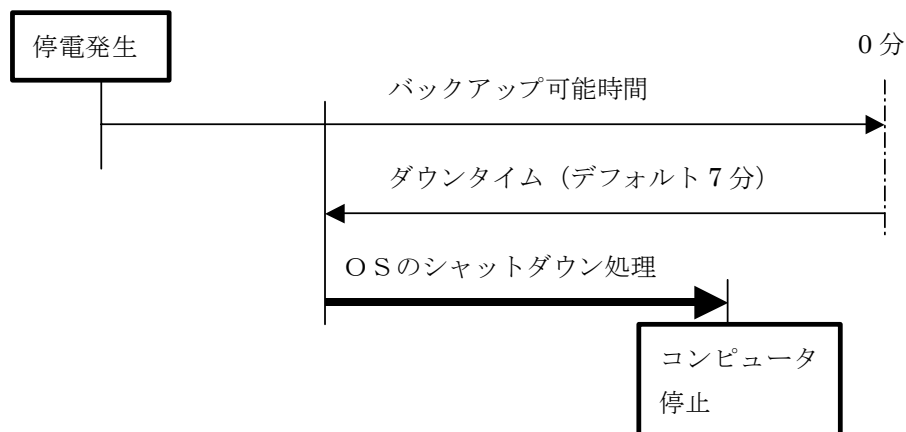 停電発生
０分
バックアップ可能時間
ダウンタイム（デフォルト７分）
ＯＳのシャットダウン処理
コンピュータ
停止